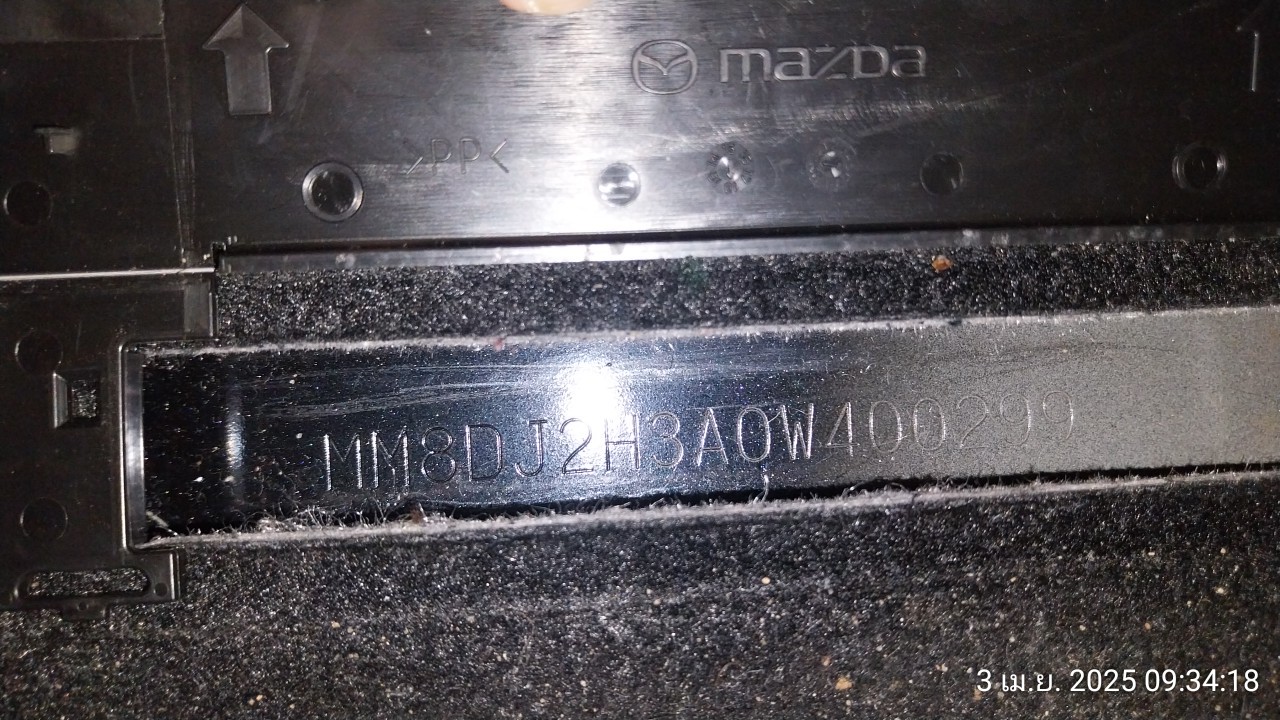 mazda
>PP<
MM8DJ2H3A0W400299
3 เม.ย. 2025 09:34:18